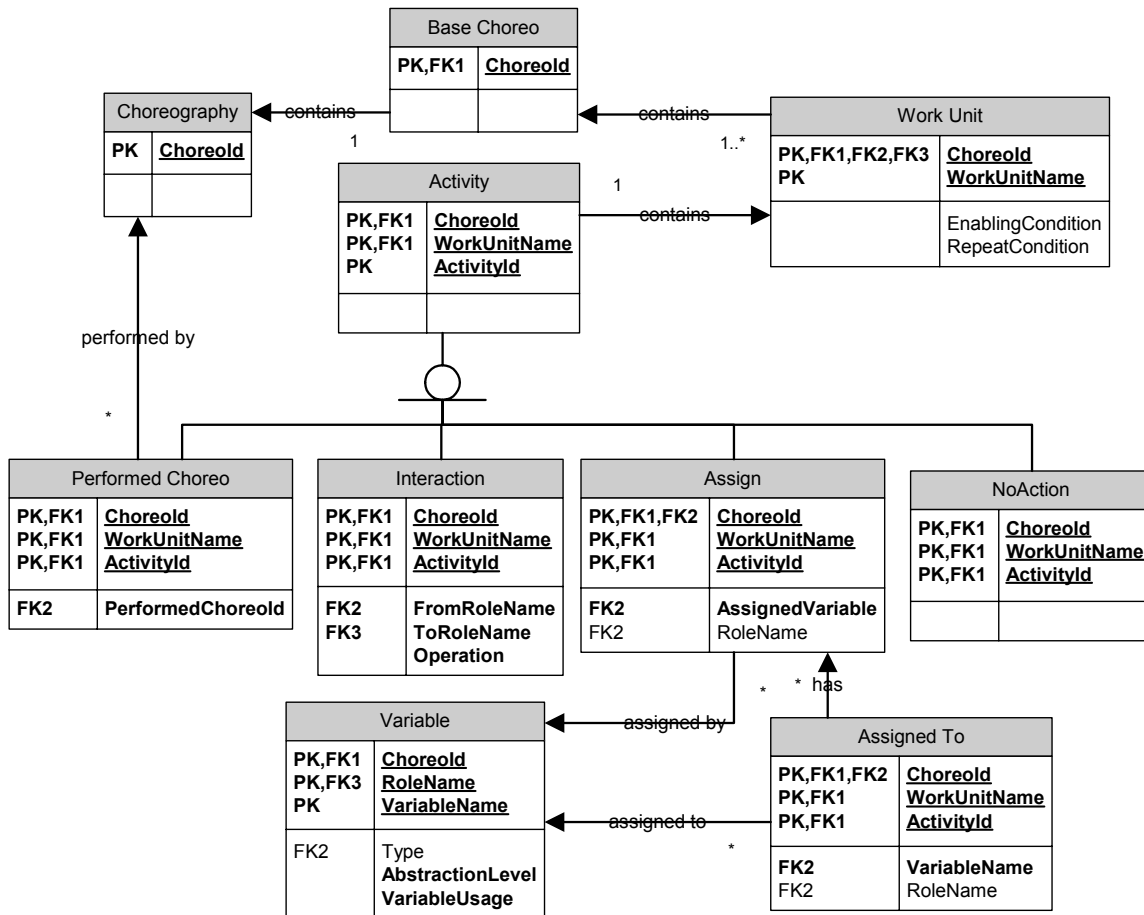 Base Choreo
PK,FK1 ChoreoId
Choreography
PK ChoreoId
contains
1
contains
1..*
Work Unit
PK,FK1,FK2,FK3 ChoreoId
PK WorkUnitName
EnablingCondition
RepeatCondition
Activity
PK,FK1 ChoreoId
PK,FK1 WorkUnitName
PK ActivityId
1
contains
performed by
*
Performed Choreo
PK,FK1 ChoreoId
PK,FK1 WorkUnitName
PK,FK1 ActivityId
FK2 PerformedChoreoId
Interaction
PK,FK1 ChoreoId
PK,FK1 WorkUnitName
PK,FK1 ActivityId
FK2 FromRoleName
FK3 ToRoleName
Operation
Assign
PK,FK1,FK2 ChoreoId
PK,FK1 WorkUnitName
PK,FK1 ActivityId
FK2 AssignedVariable
FK2 RoleName
NoAction
PK,FK1 ChoreoId
PK,FK1 WorkUnitName
PK,FK1 ActivityId
*
assigned by
* has
Variable
PK,FK1 ChoreoId
PK,FK3 RoleName
PK VariableName
FK2 Type
AbstractionLevel
VariableUsage
assigned to
*
Assigned To
PK,FK1,FK2 ChoreoId
PK,FK1 WorkUnitName
PK,FK1 ActivityId
FK2 VariableName
FK2 RoleName